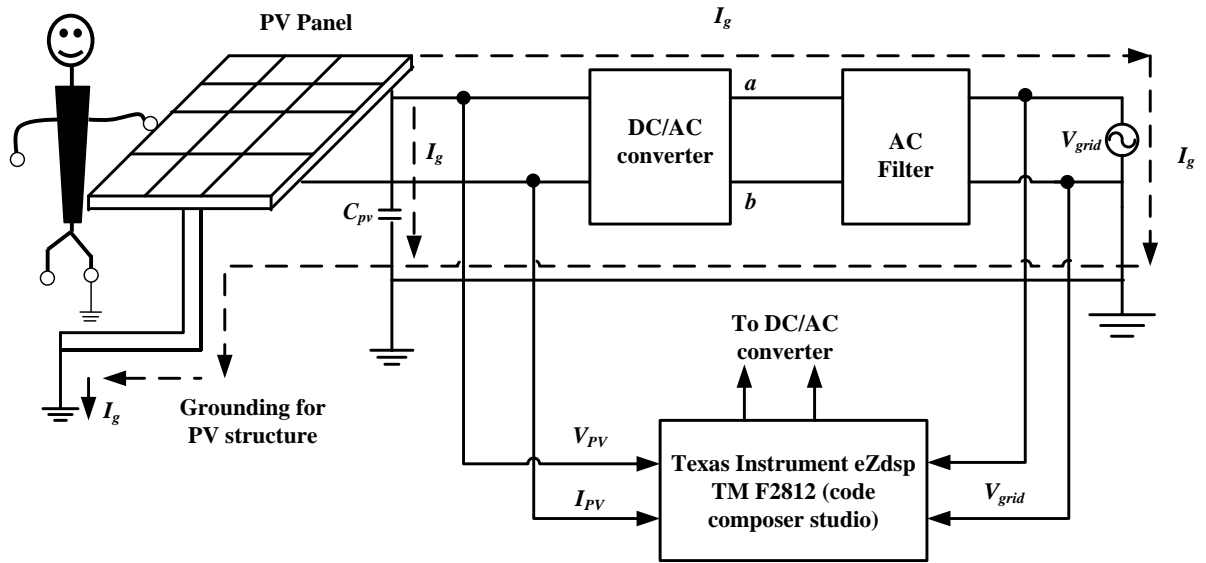 PV Panel
I_g
a
DC/AC
converter
AC
Filter
V_grid
I_g
I_g
b
C_pv
To DC/AC
converter
I_g
Grounding for
PV structure
V_PV
Texas Instrument eZdsp
TM F2812 (code
composer studio)
I_PV
V_grid